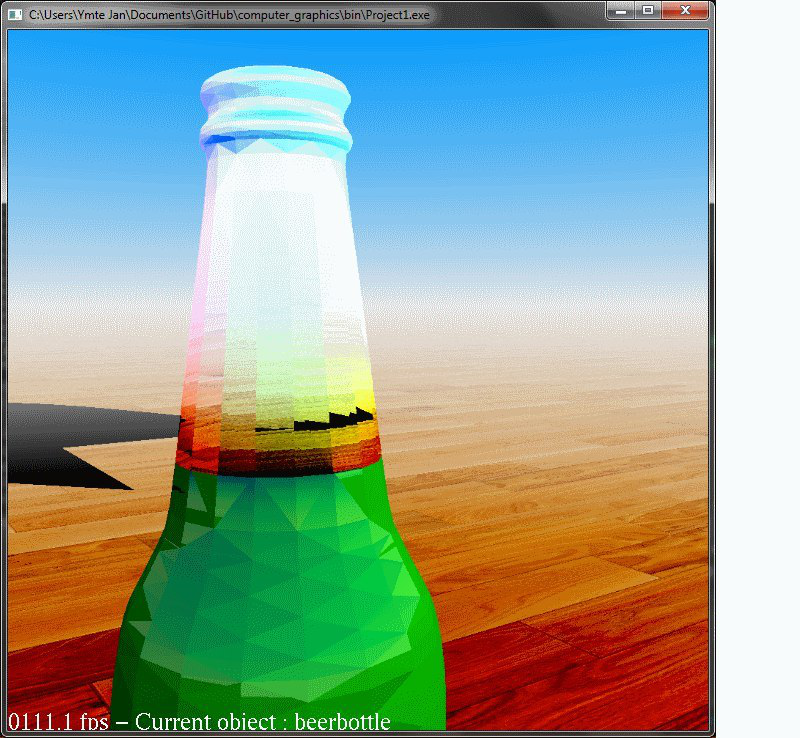 C:\Users\Ymte Jan\Documents\GitHub\computer_graphics\bin\Project1.exe
0111.1 fps – Current object : beerbottle